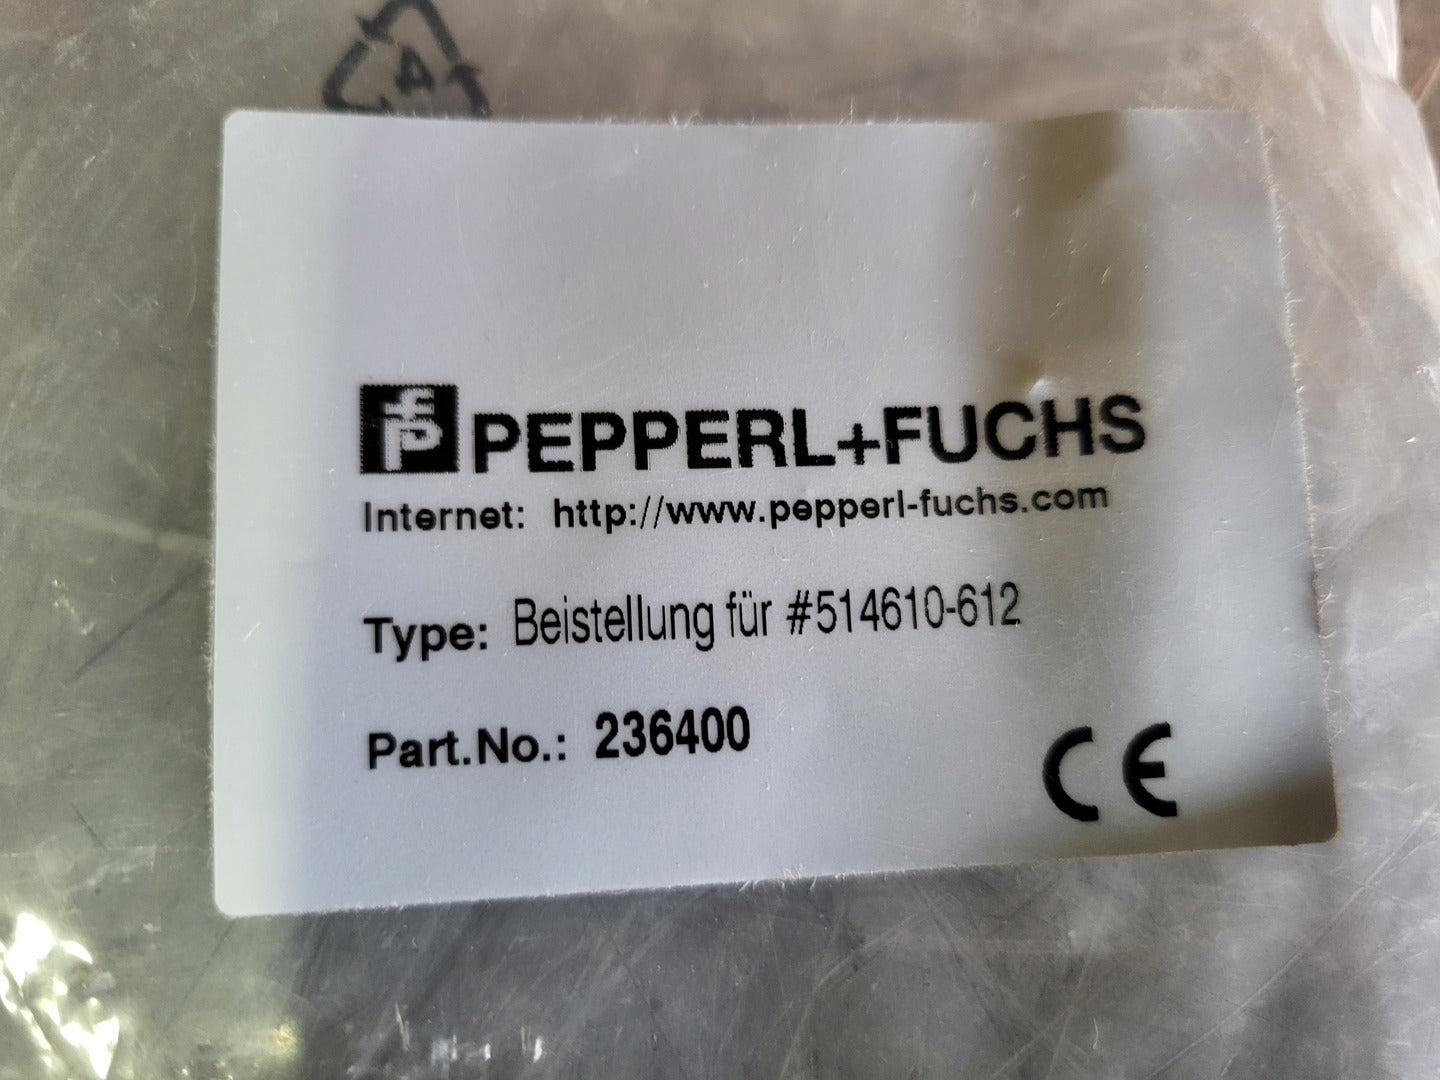 A
PEPPERL+FUCHS
Internet: http://www.pepperl-fuchs.com
Type: Beistellung für #514610-612
Part.No.: 236400
CE